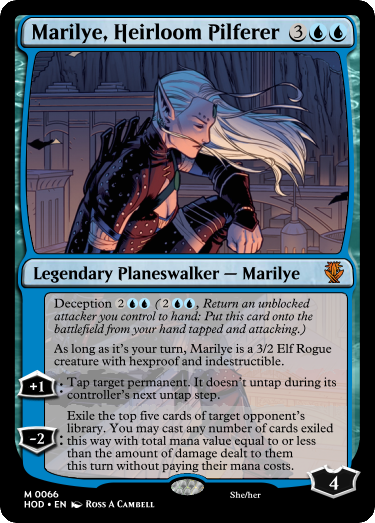 Marilye, Heirloom Pilferer 3
Legendary Planeswalker — Marilye
Deception 2 (2, Return an unblocked
attacker you control to hand: Put this card onto the
battlefield from your hand tapped and attacking.)
As long as it's your turn, Marilye is a 3/2 Elf Rogue
creature with hexproof and indestructible.
+1: Tap target permanent. It doesn't untap during its
controller's next untap step.
Exile the top five cards of target opponent's
library. You may cast any number of cards exiled
-2: this way with total mana value equal to or less
than the amount of damage dealt to them
this turn without paying their mana costs.
4
M 0066
HOD • EN Ross A Cambell
She/her